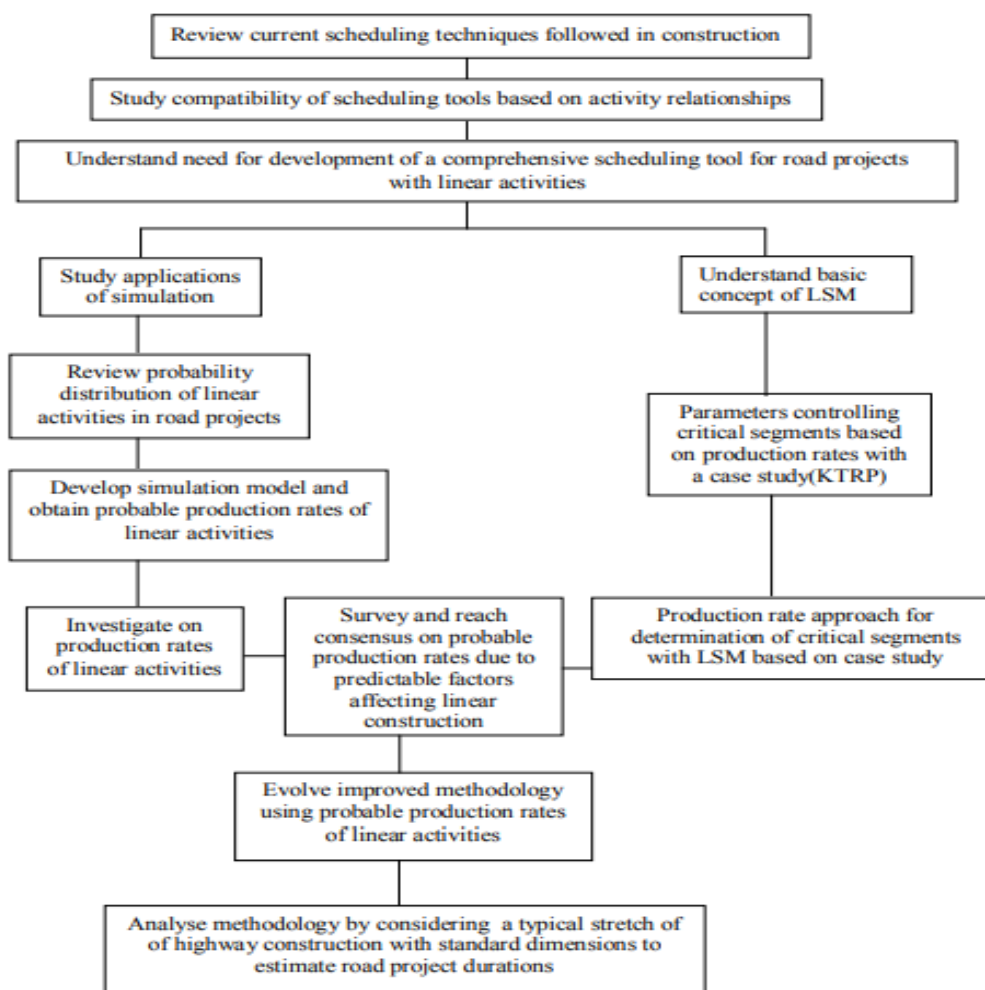 Review current scheduling techniques followed in construction
Study compatibility of scheduling tools based on activity relationships
Understand need for development of a comprehensive scheduling tool for road projects
with linear activities
Study applications
of simulation
Understand basic
concept of LSM
Review probability
distribution of linear
activities in road projects
Parameters controlling
critical segments based
on production rates with
a case study(KTRP)
Develop simulation model and
obtain probable production rates of
linear activities
Investigate on
production rates
of linear activities
Survey and reach
consensus on probable
production rates due to
predictable factors
affecting linear
construction
Production rate approach for
determination of critical segments
with LSM based on case study
Evolve improved methodology
using probable production rates
of linear activities
Analyse methodology by considering a typical stretch of
of highway construction with standard dimensions to
estimate road project durations